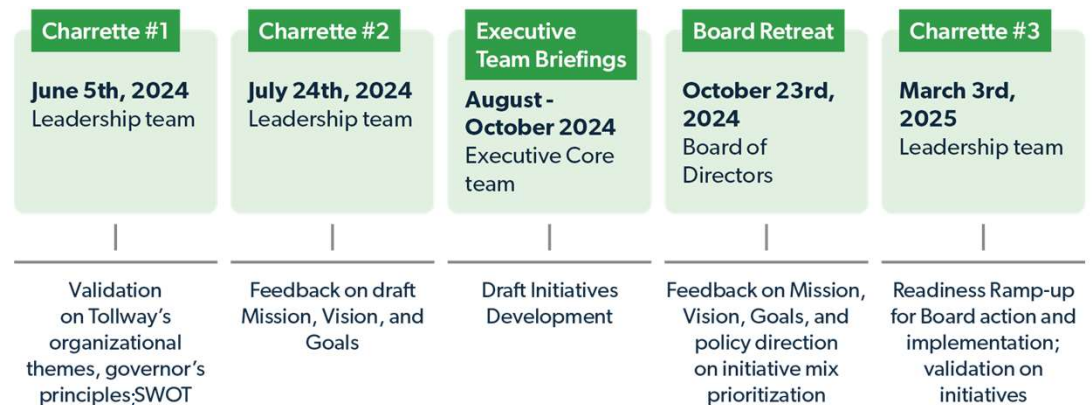 Charrette #1
June 5th, 2024
Leadership team
Validation
on Tollway's
organizational
themes, governor's
principles;SWOT
Charrette #2
July 24th, 2024
Leadership team
Feedback on draft
Mission, Vision, and
Goals
Executive
Team Briefings
August -
October 2024
Executive Core
team
Draft Initiatives
Development
Board Retreat
October 23rd,
2024
Board of
Directors
Feedback on Mission,
Vision, Goals, and
policy direction
on initiative mix
prioritization
Charrette #3
March 3rd,
2025
Leadership team
Readiness Ramp-up
for Board action and
implementation;
validation on
initiatives